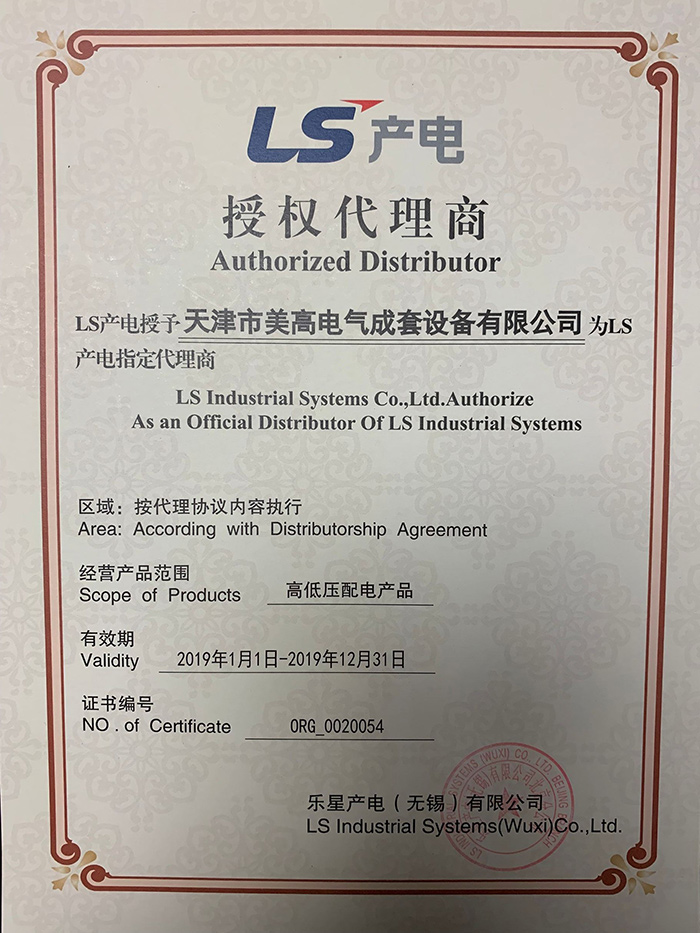 LS产电
授权代理商
Authorized Distributor
LS产电授予天津市美高电气成套设备有限公司为LS
产电指定代理商
LS Industrial Systems Co.,Ltd.Authorize
As an Official Distributor Of LS Industrial Systems
区域：按代理协议内容执行
Area: According with Distributorship Agreement
经营产品范围
Scope of Products 高低压配电产品
有效期
Validity 2019年1月1日-2019年12月31日
证书编号
NO . of Certificate ORG_0020054
乐星产电（无锡）有限公司
LS Industrial Systems(Wuxi)Co.,Ltd.